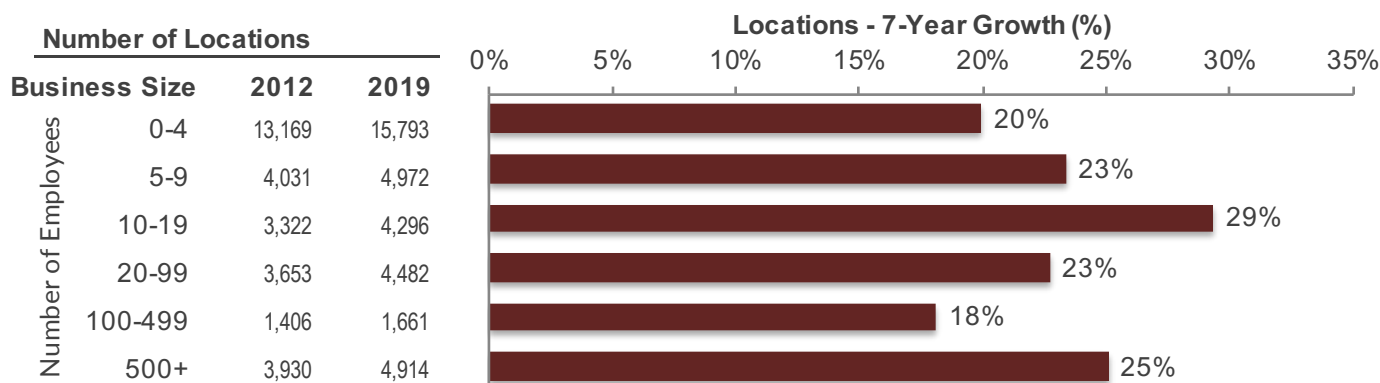 Locations - 7-Year Growth (%)
Number of Locations
0% 5% 10% 15% 20% 25% 30% 35%
Business Size 2012 2019
Number of Employees
0-4 13,169 15,793 20%
5-9 4,031 4,972 23%
10-19 3,322 4,296 29%
20-99 3,653 4,482 23%
100-499 1,406 1,661 18%
500+ 3,930 4,914 25%